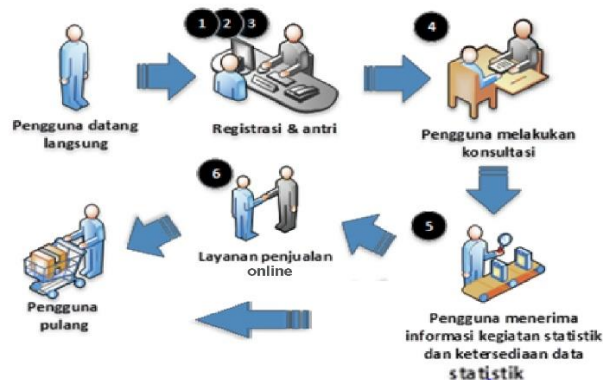 1 2 3
4
Pengguna datang
langsung
Registrasi & antri
Pengguna melakukan
konsultasi
6
5
Layanan penjualan
online
Pengguna
pulang
Pengguna menerima
informasi kegiatan statistik
dan ketersediaan data
statistik